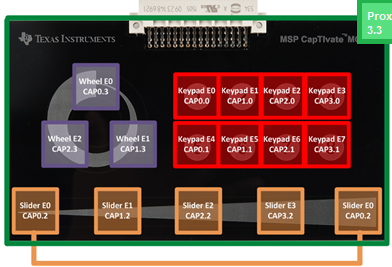 TEXAS INSTRUMENTS
MSP CapTIvate™
Prox
3.3
Wheel E0
CAP0.3
Wheel E2
CAP2.3
Wheel E1
CAP1.3
Keypad E0
CAP0.0
Keypad E1
CAP1.0
Keypad E2
CAP2.0
Keypad E3
CAP3.0
Keypad E4
CAP0.1
Keypad E5
CAP1.1
Keypad E6
CAP2.1
Keypad E7
CAP3.1
Slider E0
CAP0.2
Slider E1
CAP1.2
Slider E2
CAP2.2
Slider E3
CAP3.2
Slider E0
CAP0.2